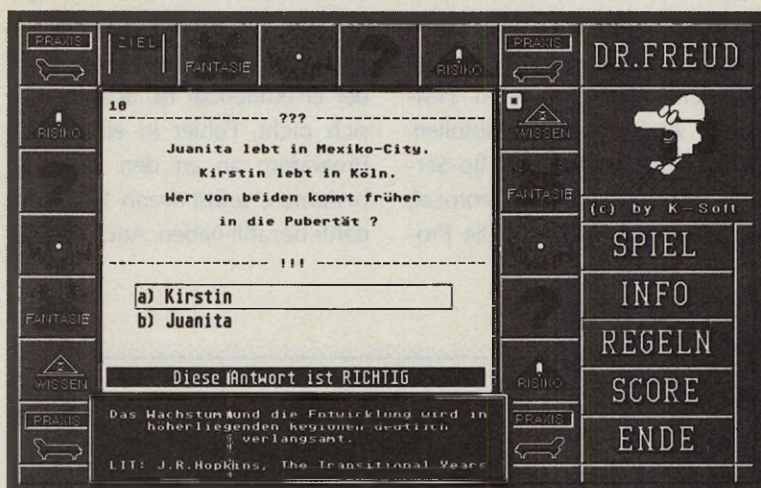 PRAXIS
ZIEL
FANTASIE
RISIKO
PRAXIS
DR.FREUD
RISIKO
10
???
Juanita lebt in Mexiko-City.
Kirstin lebt in Köln.
Wer von beiden kommt früher
in die Pubertät ?
!!!
a) Kirstin
b) Juanita
Diese Antwort ist RICHTIG
WISSEN
FANTASIE
(c) by K-Soft
SPIEL
INFO
REGELN
SCORE
ENDE
FANTASIE
WISSEN
RISIKO
PRAXIS
Das Wachstum und die Entwicklung wird in
höherliegenden Regionen deutlich
verlangsamt.
LIT: J.R.Hopkins, The Transitional Years
PRAXIS